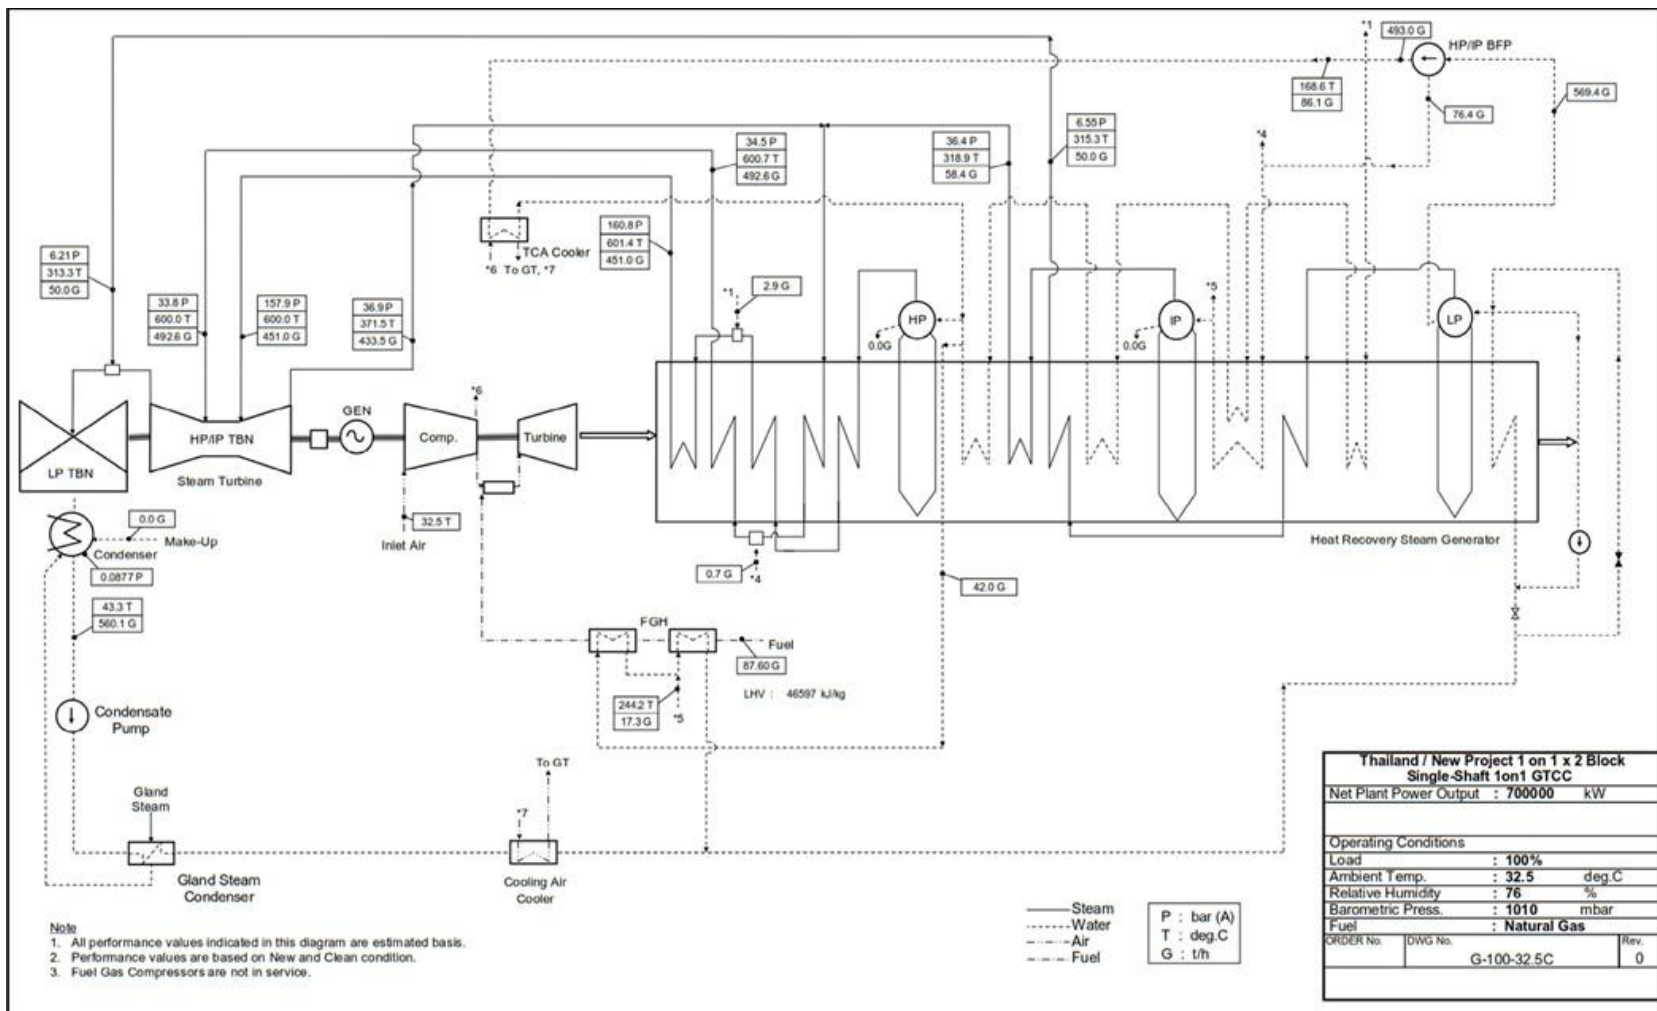 *1
493.0 G
HP/IP BFP
168.6 T
86.1 G
76.4 G
569.4 G
*4
34.5 P
600.7 T
492.6 G
36.4 P
318.9 T
58.4 G
6.55 P
315.3 T
50.0 G
6.21 P
313.3 T
50.0 G
33.8 P
600.0 T
492.6 G
157.9 P
600.0 T
451.0 G
36.9 P
371.5 T
433.5 G
TCA Cooler
*6 To GT, *7
160.8 P
601.4 T
451.0 G
*1
2.9 G
HP
0.0G
IP
0.0G
*5
LP
LP TBN
HP/IP TBN
Steam Turbine
GEN
*6
Comp.
Turbine
32.5 T
Inlet Air
Heat Recovery Steam Generator
0.7 G
*4
42.0 G
0.0 G
Make-Up
Condenser
0.0877 P
43.3 T
560.1 G
FGH
Fuel
87.60 G
LHV : 46597 kJ/kg
244.2 T
17.3 G
*5
Condensate
Pump
Gland
Steam
Gland Steam
Condenser
To GT
*7
Cooling Air
Cooler
Note
1. All performance values indicated in this diagram are estimated basis.
2. Performance values are based on New and Clean condition.
3. Fuel Gas Compressors are not in service.
Steam
Water
Air
Fuel
P : bar (A)
T : deg.C
G : t/h
Thailand / New Project 1 on 1 x 2 Block
Single-Shaft 1on1 GTCC
Net Plant Power Output : 700000 kW
Operating Conditions
Load : 100%
Ambient Temp. : 32.5 deg.C
Relative Humidity : 76 %
Barometric Press. : 1010 mbar
Fuel : Natural Gas
ORDER No. DWG No. Rev.
G-100-32.5C 0